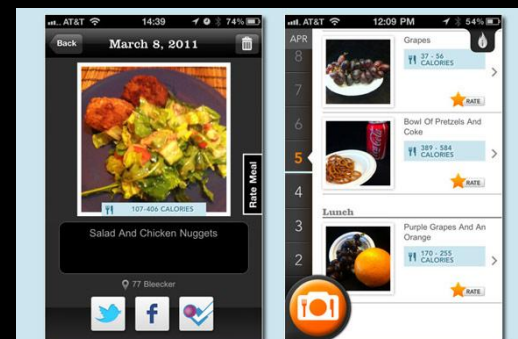 AT&T 14:39 74%
Back March 8, 2011
107-406 CALORIES
Rate Meal
Salad And Chicken Nuggets
77 Bleecker
f
AT&T 12:09 PM 54%
APR
8
7
6
5
4
3
2
Grapes
37 - 56
CALORIES
RATE
Bowl Of Pretzels And
Coke
389 - 584
CALORIES
RATE
Lunch
Purple Grapes And An
Orange
170 - 255
CALORIES
RATE